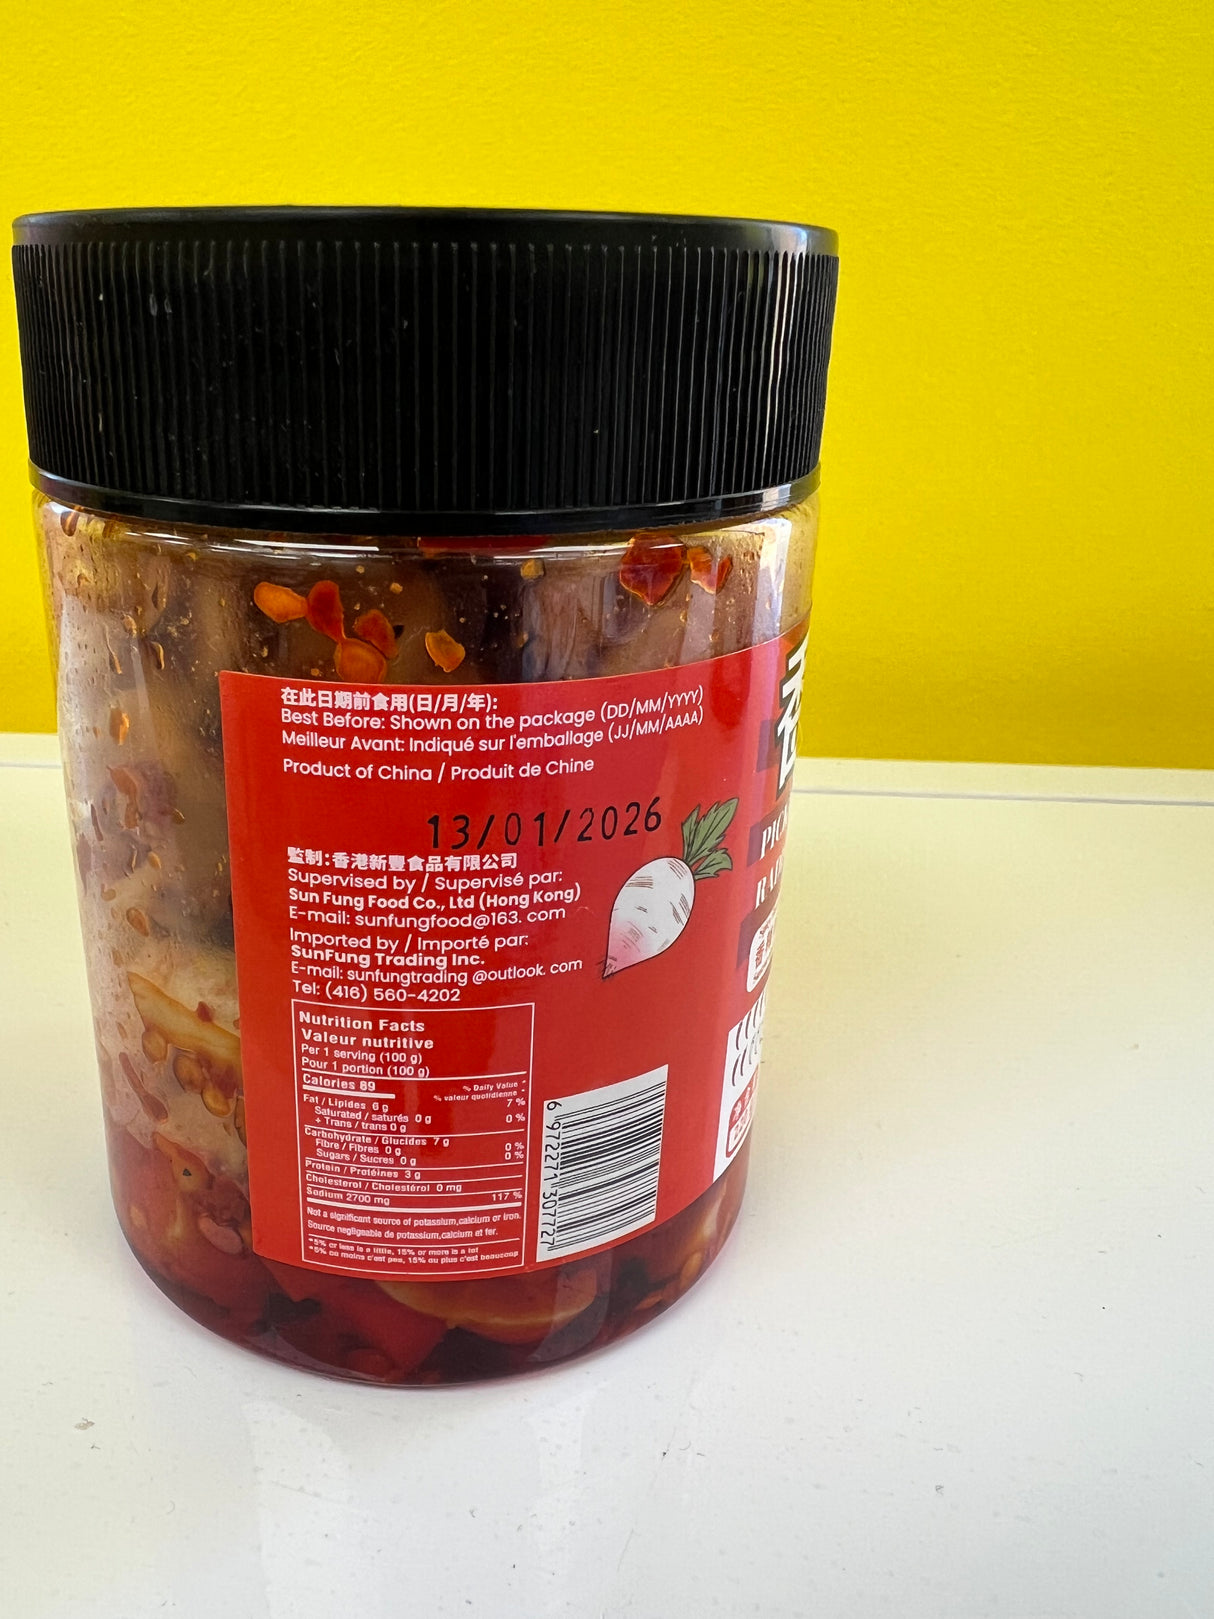 在此日期前食用(日/月/年):
Best Before: Shown on the package (DD/MM/YYYY)
Meilleur Avant: Indiqué sur l'emballage (JJ/MM/AAAA)
Product of China / Produit de Chine
13/01/2026
監制:香港新豐食品有限公司
Supervised by / Supervisé par:
Sun Fung Food Co., Ltd (Hong Kong)
E-mail: sunfungfood@163. com
Imported by / Importé par:
SunFung Trading Inc.
E-mail: sunfungtrading @outlook. com
Tel: (416) 560-4202
Nutrition Facts
Valeur nutritive
Per 1 serving (100 g)
Pour 1 portion (100 g)
Calories 89
% Daily Value *
% valeur quotidienne *
Fat / Lipides 6 g 7 %
Saturated / saturés 0 g 0 %
+ Trans / trans 0 g
Carbohydrate / Glucides 7 g
Fibre / Fibres 0 g 0 %
Sugars / Sucres 0 g 0 %
Protein / Protéines 3 g
Cholesterol / Cholestérol 0 mg
Sodium 2700 mg 117 %
Not a significant source of potassium,calcium or iron.
Source negligeable de potassium,calcium et fer.
*5% or less is a little, 15% or more is a lot
*5% ou moins c'est peu, 15% ou plus c'est beaucoup
6 972271 307727